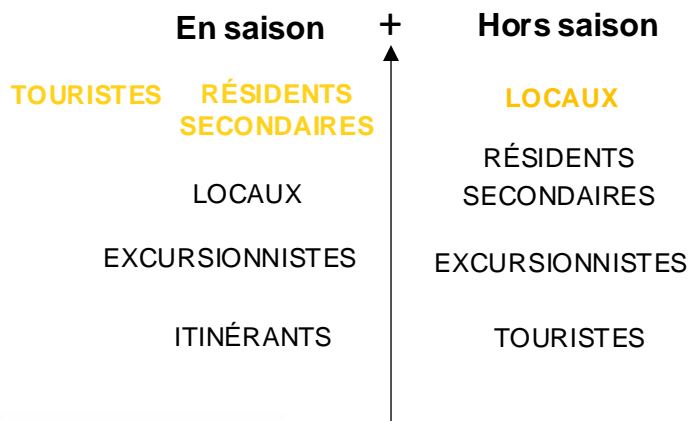 En saison + Hors saison
TOURISTES RÉSIDENTS SECONDAIRES
LOCAUX
EXCURSIONNISTES
ITINÉRANTS
LOCAUX
RÉSIDENTS
SECONDAIRES
EXCURSIONNISTES
TOURISTES